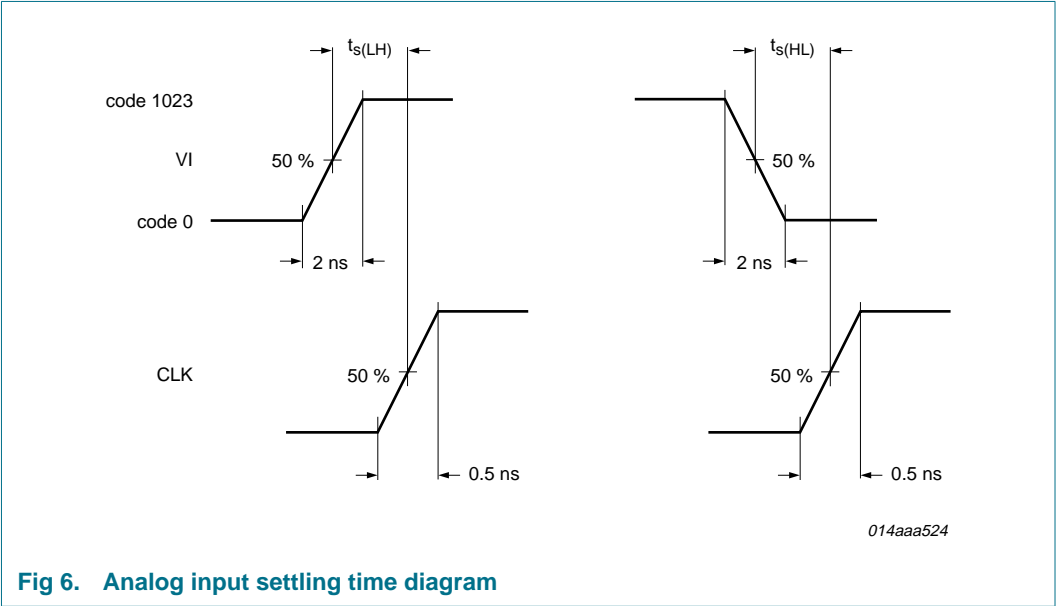 ts(LH)
ts(HL)
code 1023
VI
50 %
50 %
code 0
2 ns
2 ns
CLK
50 %
50 %
0.5 ns
0.5 ns
014aaa524
Fig 6. Analog input settling time diagram